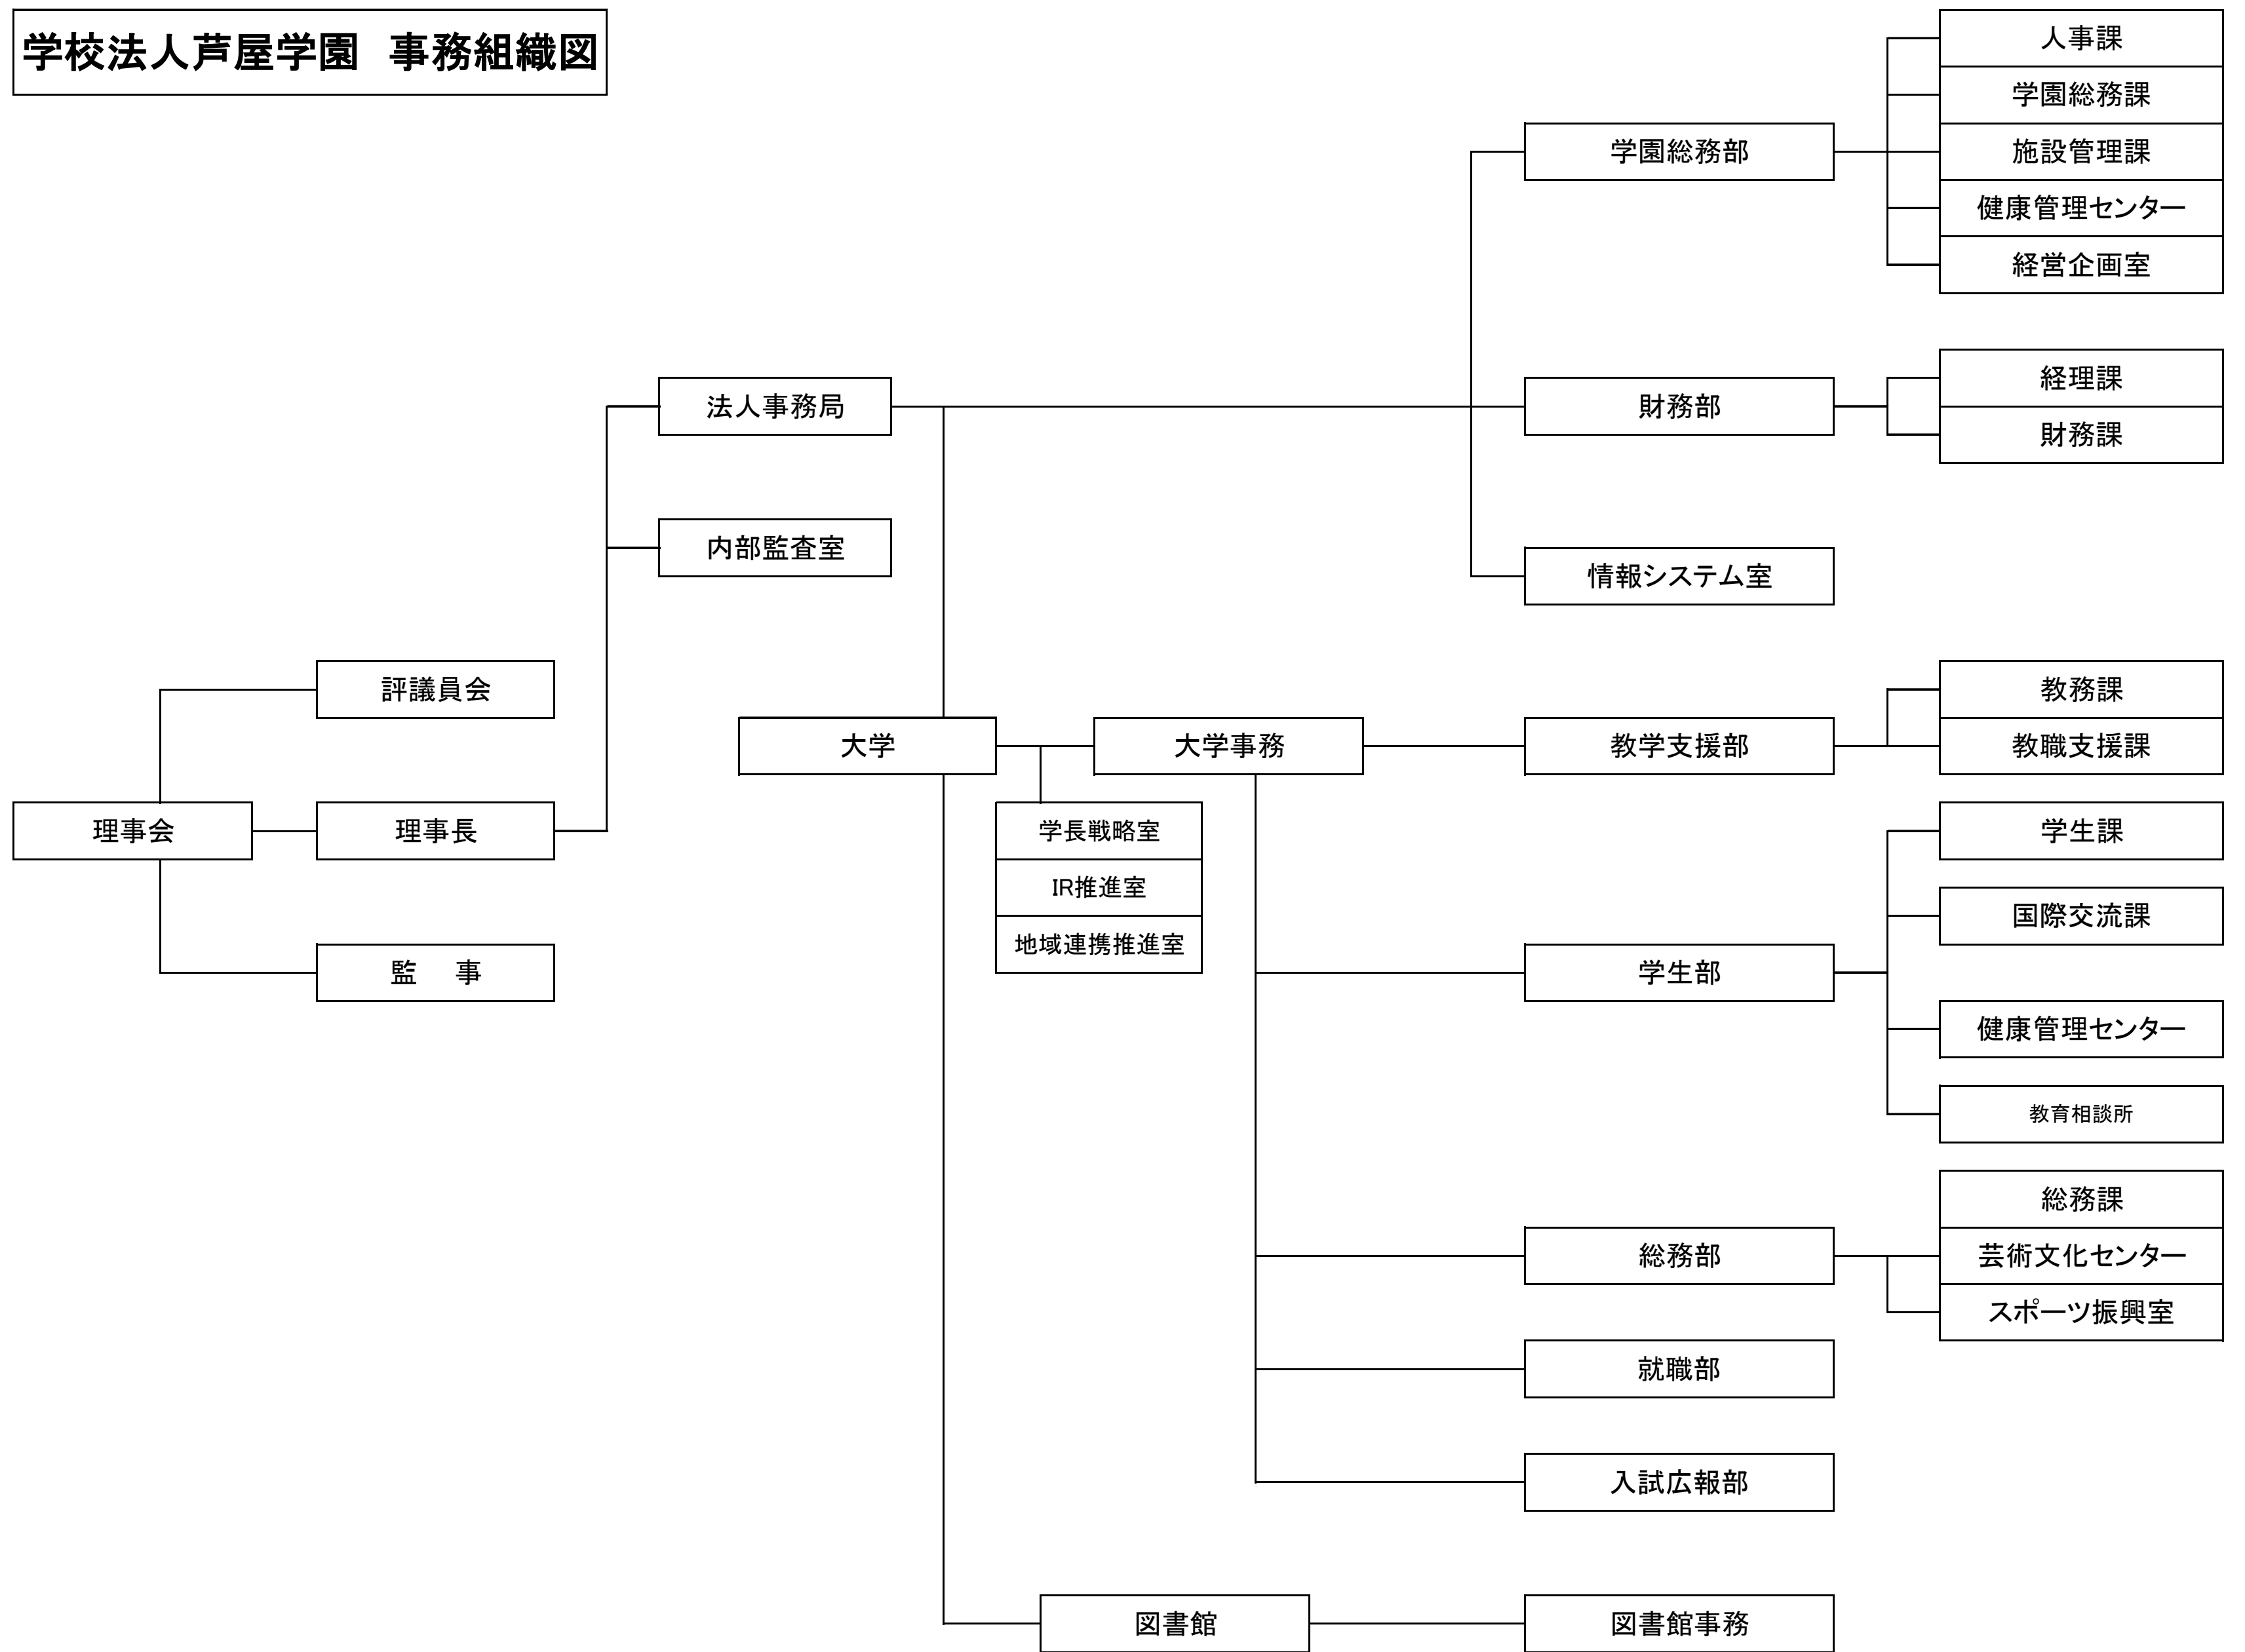 学校法人芦屋学園　事務組織図
人事課
学園総務課
学園総務部
施設管理課
健康管理センター
経営企画室
経理課
法人事務局
財務部
財務課
内部監査室
情報システム室
評議員会
教務課
大学
大学事務
教学支援部
教職支援課
理事会
理事長
学長戦略室
学生課
IR推進室
国際交流課
地域連携推進室
監　事
学生部
健康管理センター
教育相談所
総務課
総務部
芸術文化センター
スポーツ振興室
就職部
入試広報部
図書館
図書館事務